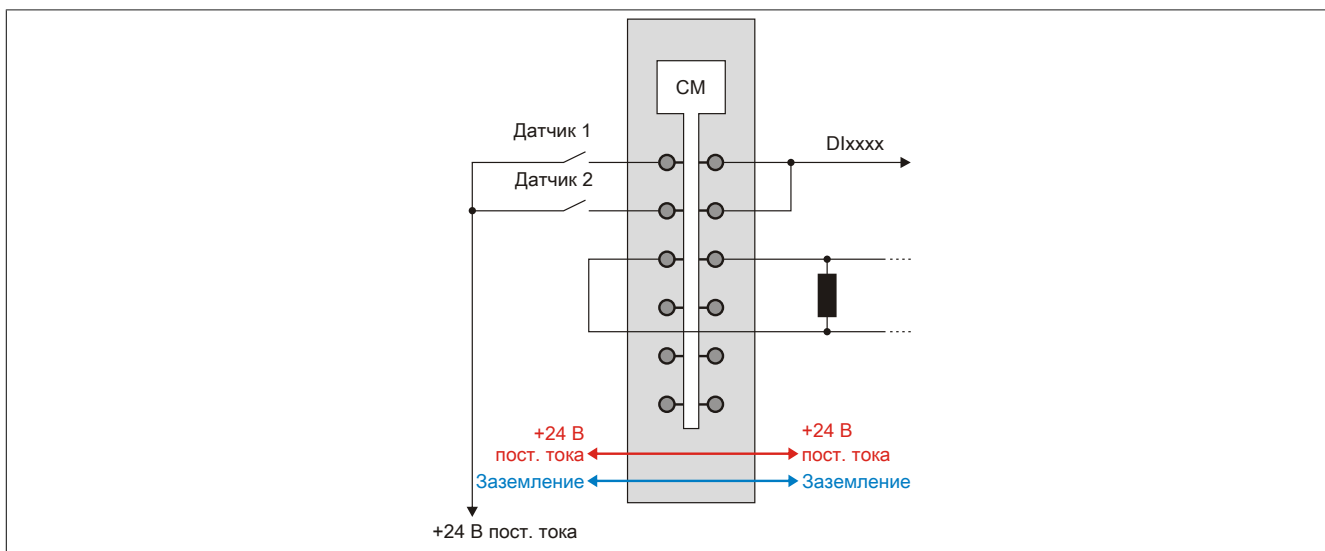 CM
Датчик 1
DIxxxx
Датчик 2
+24 В
пост. тока
+24 В
пост. тока
Заземление
Заземление
+24 В пост. тока